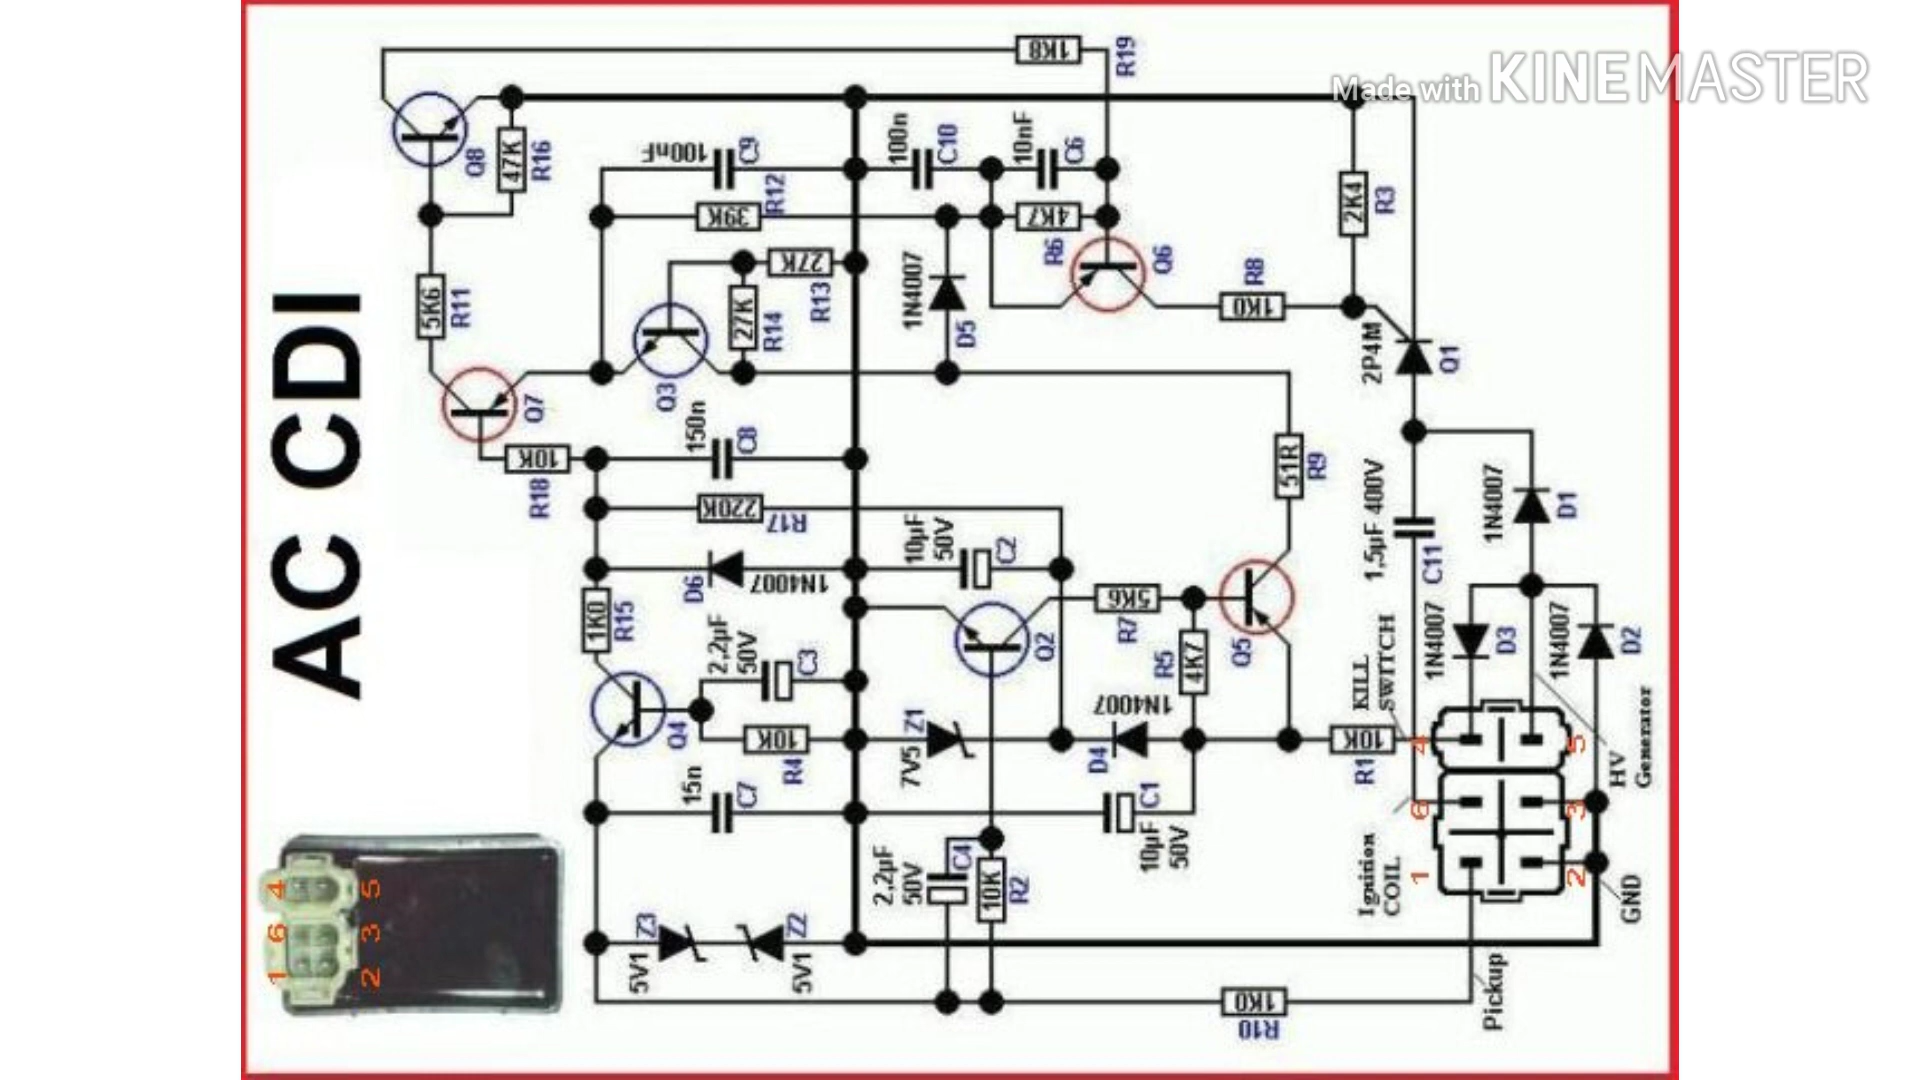 AC CDI
Made with KINEMASTER
1K8
R19
Q8
47K
R16
100nF
C9
100n
C10
10nF
C6
39K
R12
4K7
R6
2K4
R3
5K6
R11
27K
R13
27K
R14
Q3
1N4007
D5
Q6
1K0
R8
2P4M
Q1
Q7
10K
R18
150n
C8
51R
R9
220K
R17
1,5µF 400V
C11
1N4007
D1
10µF
50V
C2
D6
1N4007
1K0
R15
5K6
R7
Q5
Q2
2,2µF
50V
C3
R5
4K7
KILL
SWITCH
1N4007
D3
1N4007
D2
Q4
10K
R4
7V5
Z1
1N4007
D4
10K
R1
4
5
HV
Generator
15n
C7
10µF
50V
C1
6
3
Ignition
COIL
1
2
GND
2,2µF
50V
C4
10K
R2
5V1
Z3
5V1
Z2
1K0
R10
Pickup
4
5
6
3
1
2